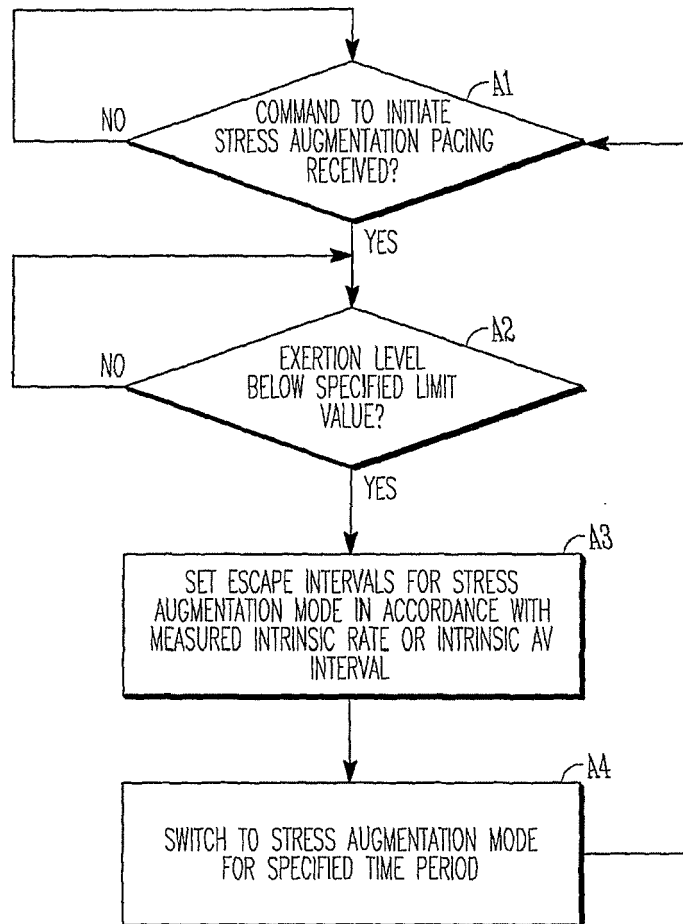 A1
COMMAND TO INITIATE
STRESS AUGMENTATION PACING
RECEIVED?
NO
YES
A2
EXERTION LEVEL
BELOW SPECIFIED LIMIT
VALUE?
NO
YES
A3
SET ESCAPE INTERVALS FOR STRESS
AUGMENTATION MODE IN ACCORDANCE WITH
MEASURED INTRINSIC RATE OR INTRINSIC AV
INTERVAL
A4
SWITCH TO STRESS AUGMENTATION MODE
FOR SPECIFIED TIME PERIOD